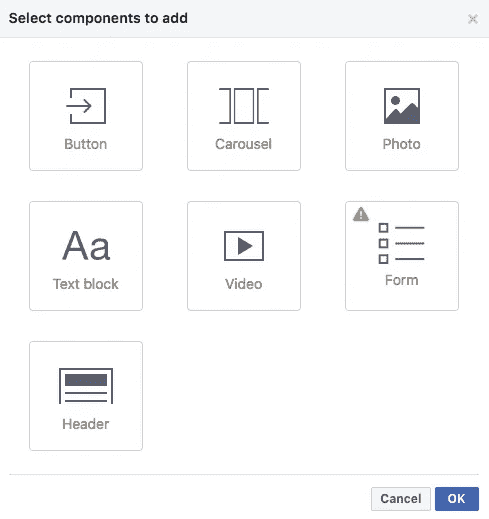 Select components to add
Button
Carousel
Photo
Aa
Text block
Video
Form
Header
Cancel
OK